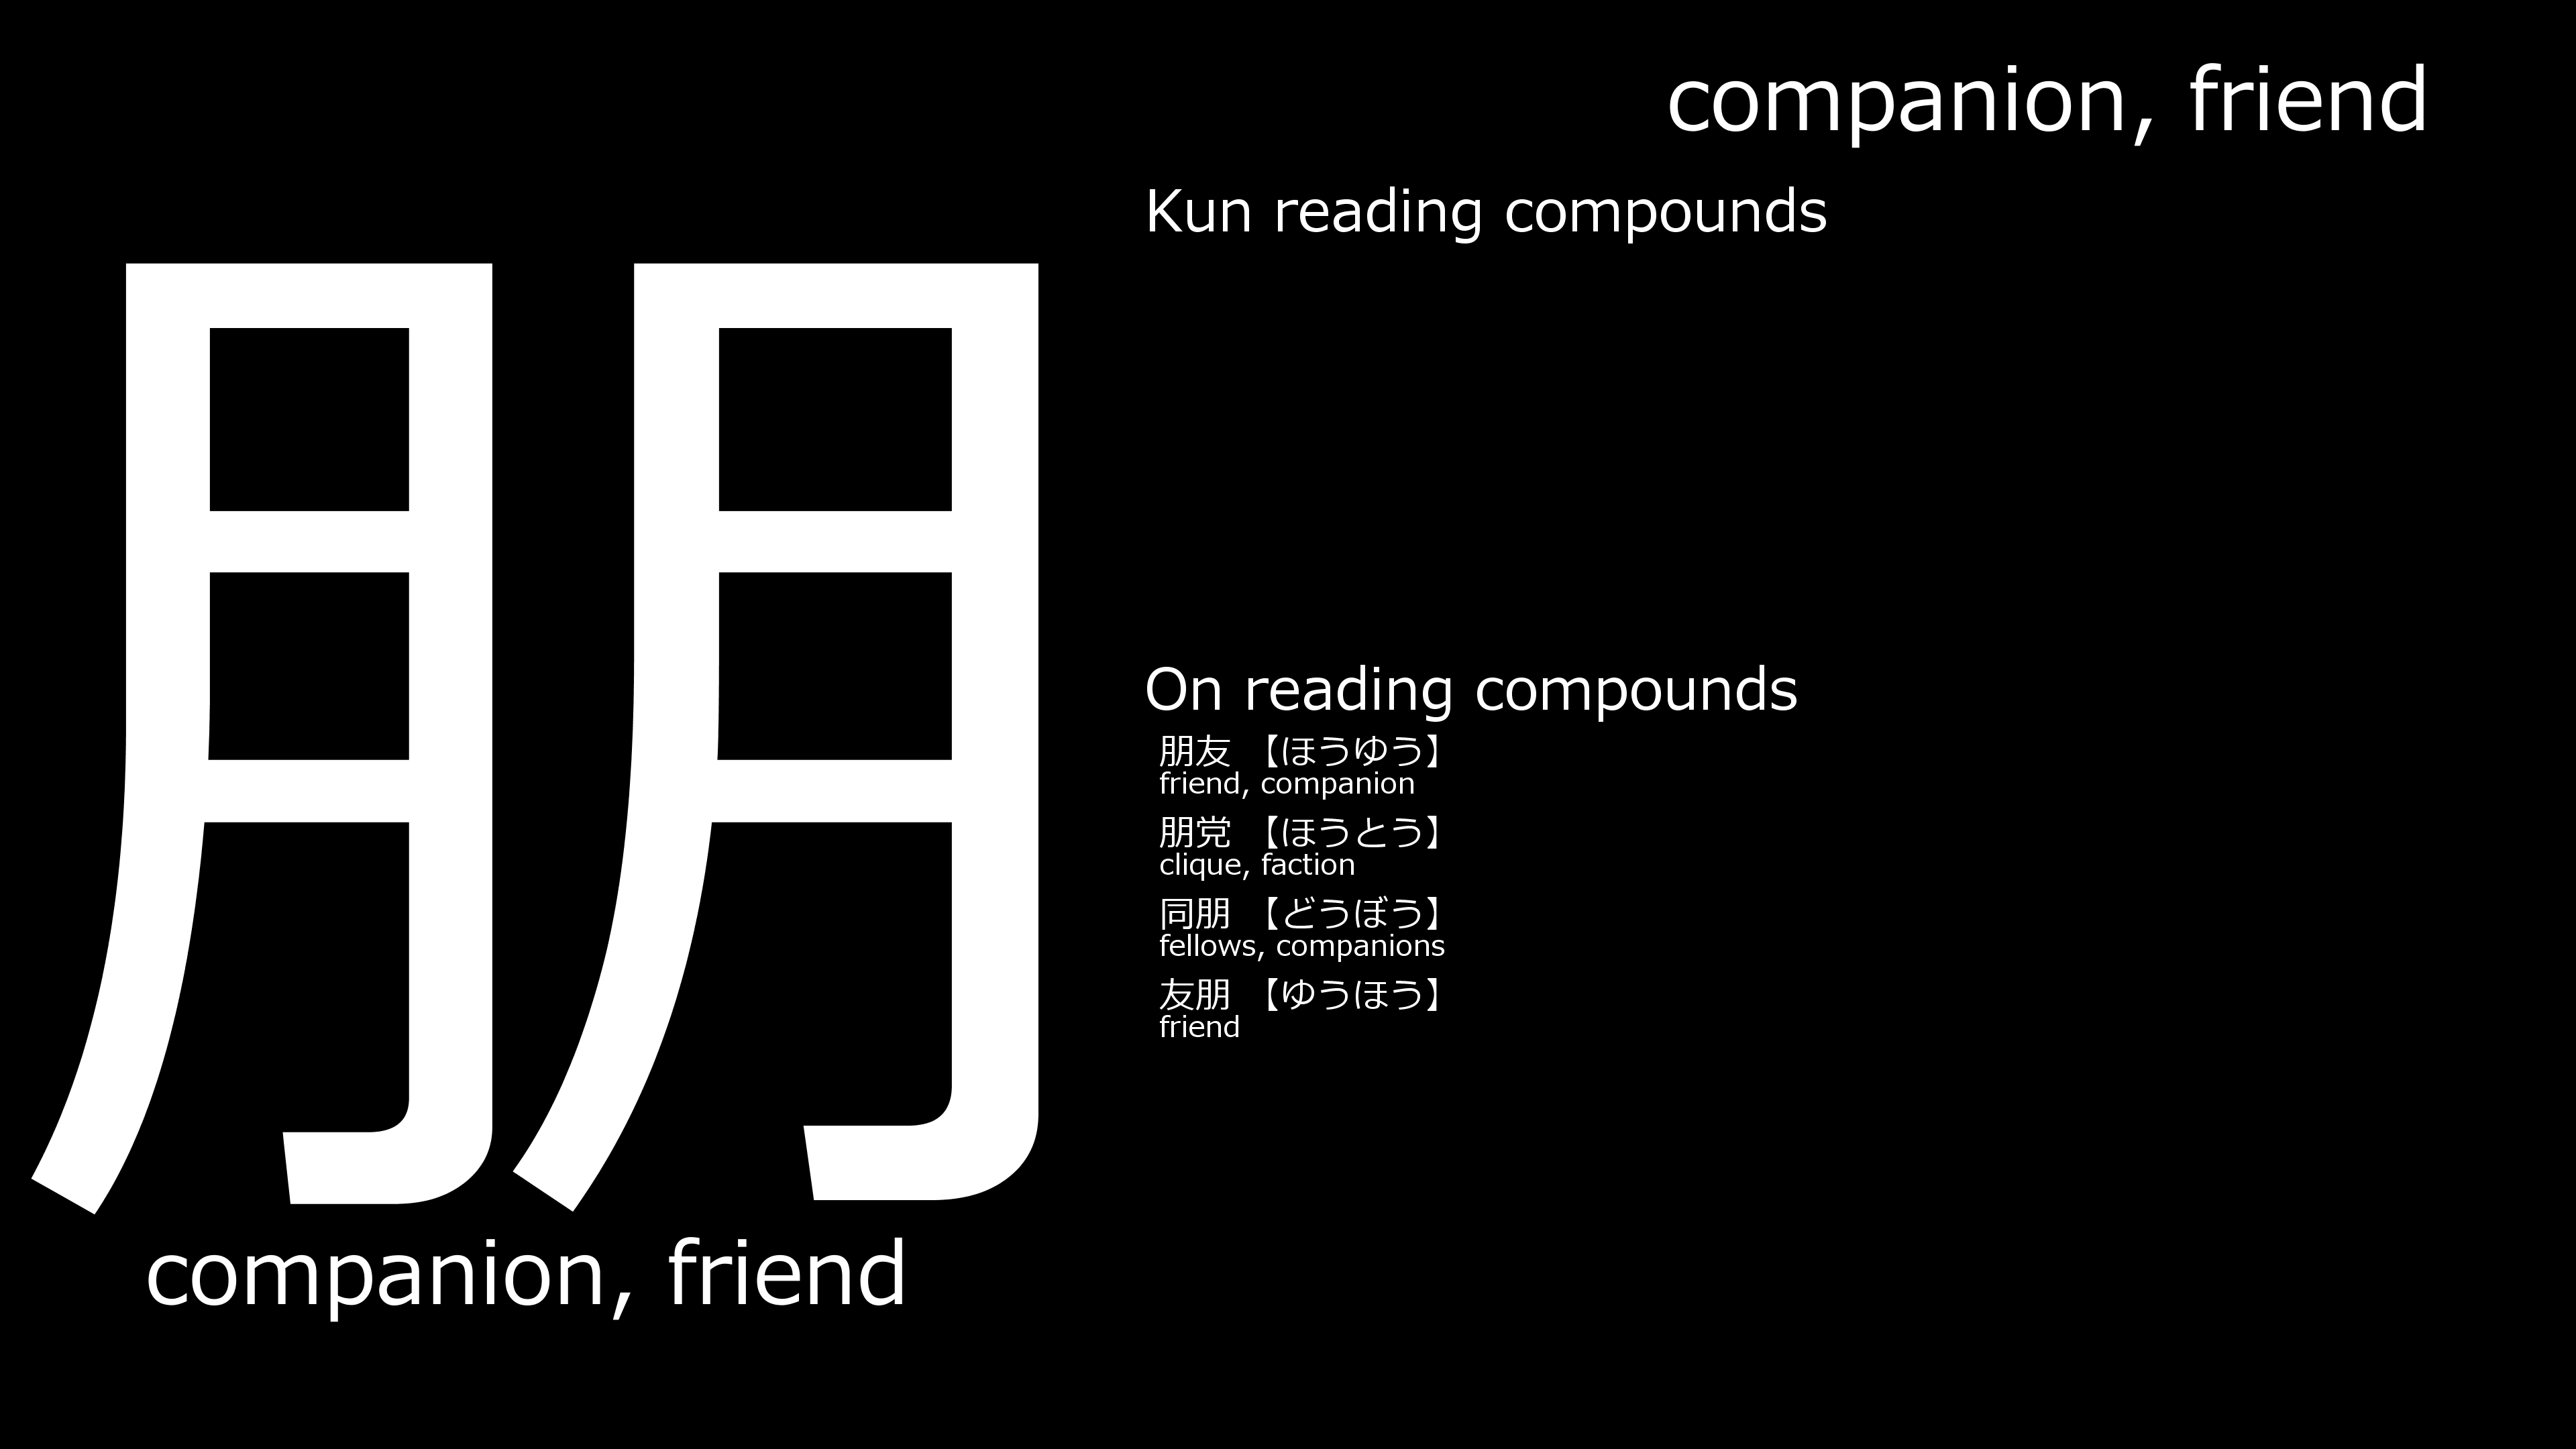 朋
companion, friend
companion, friend
Kun reading compounds
On reading compounds
朋友 【ほうゆう】
friend, companion
朋党 【ほうとう】
clique, faction
同朋 【どうぼう】
fellows, companions
友朋 【ゆうほう】
friend